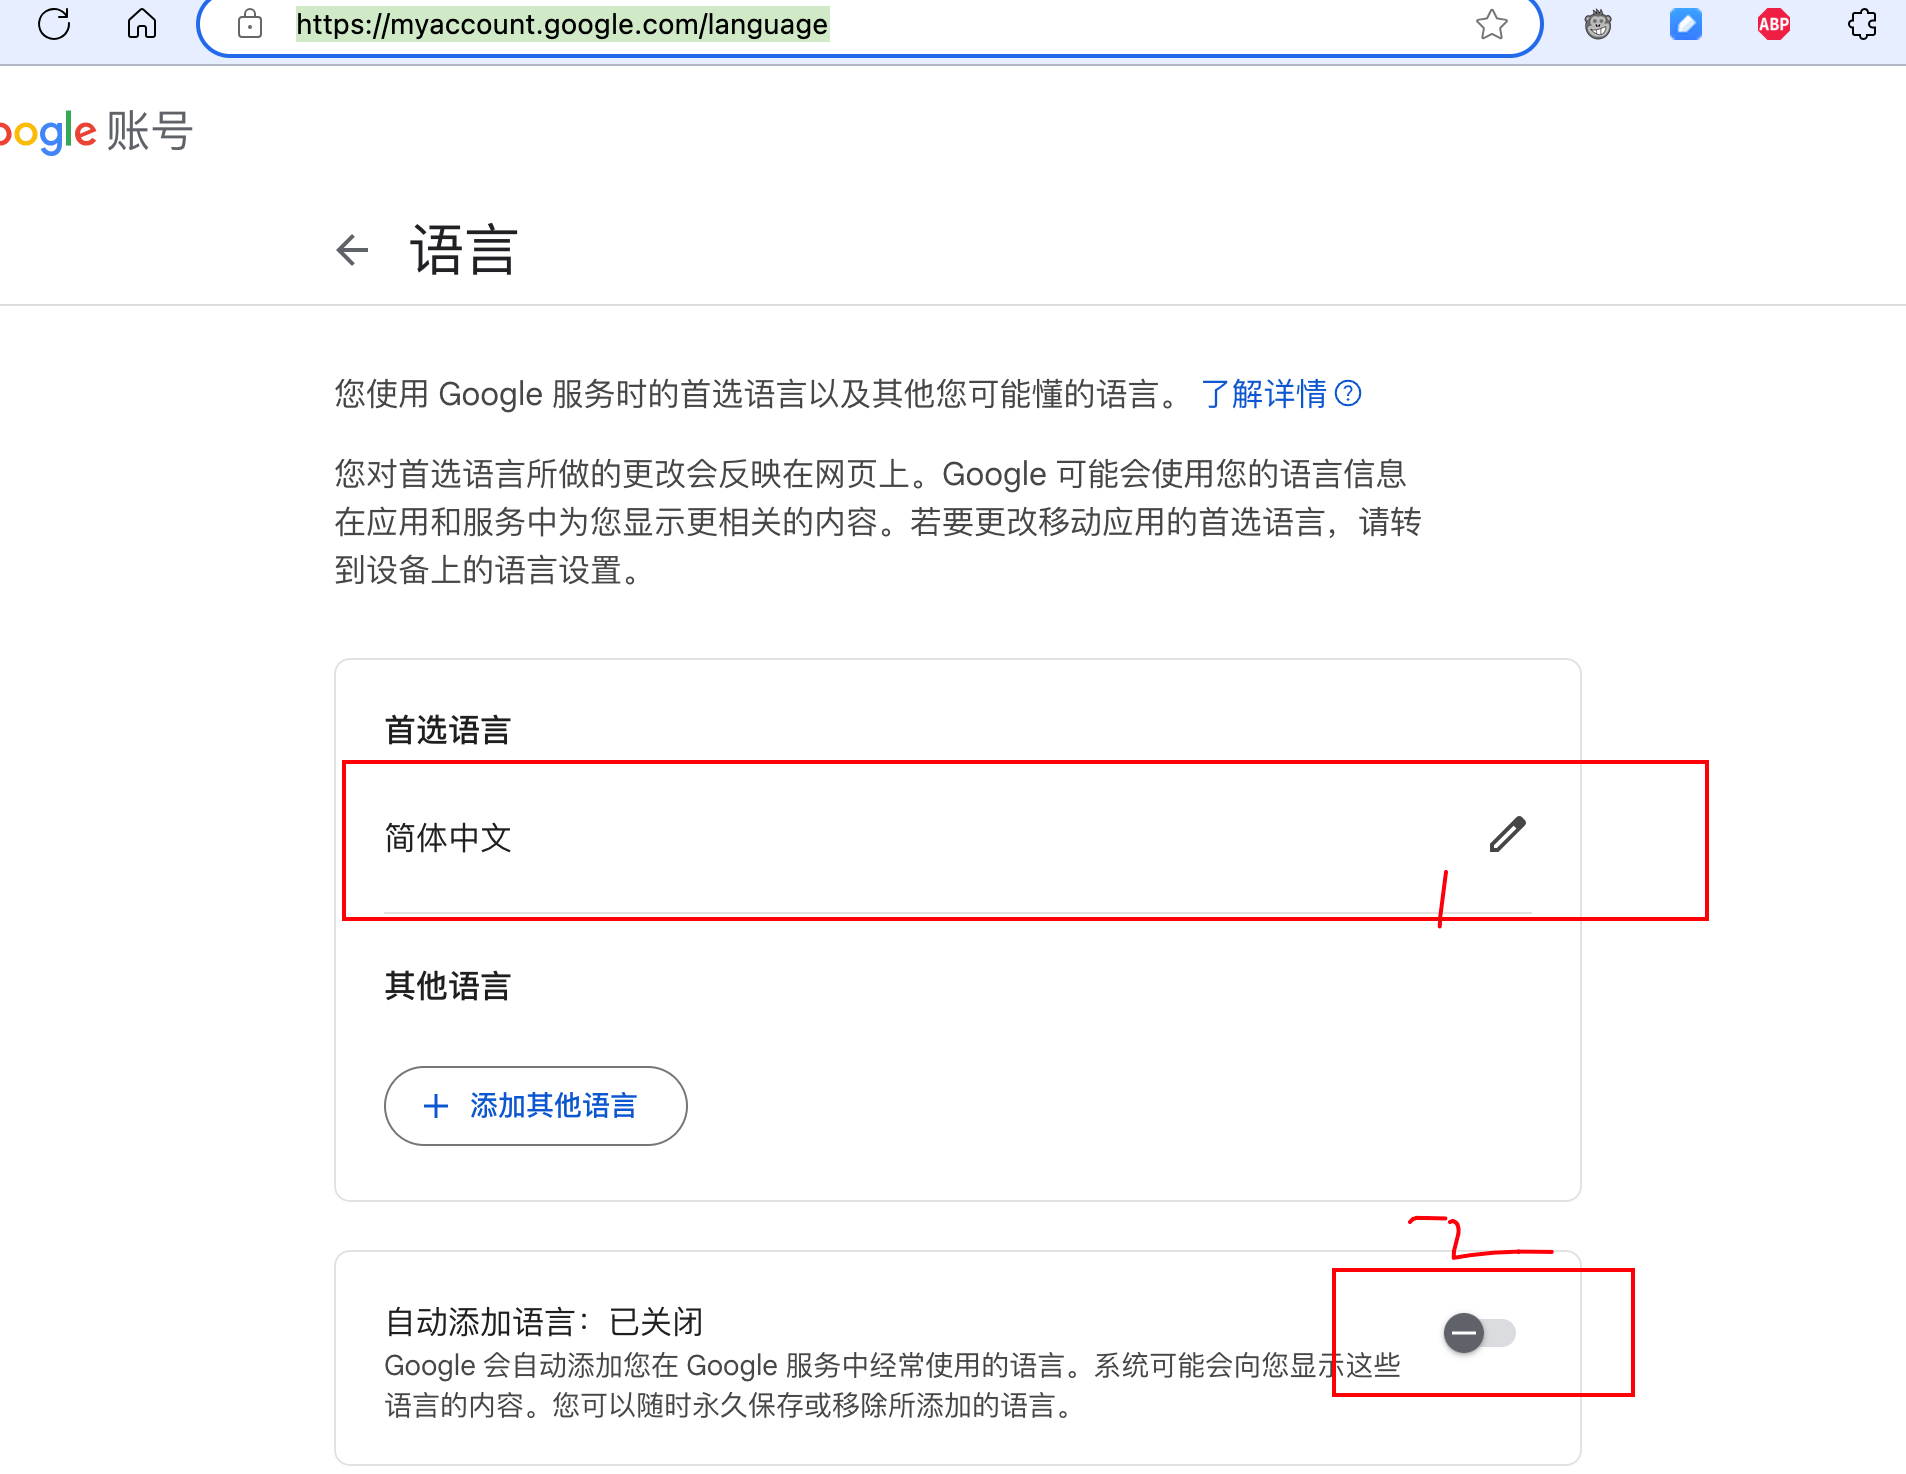 https://myaccount.google.com/language
ABP
oogle 账号
语言
您使用 Google 服务时的首选语言以及其他您可能懂的语言。 了解详情
您对首选语言所做的更改会反映在网页上。Google 可能会使用您的语言信息
在应用和服务中为您显示更相关的内容。若要更改移动应用的首选语言，请转
到设备上的语言设置。
首选语言
简体中文
1
其他语言
+ 添加其他语言
2
自动添加语言：已关闭
Google 会自动添加您在 Google 服务中经常使用的语言。系统可能会向您显示这些
语言的内容。您可以随时永久保存或移除所添加的语言。